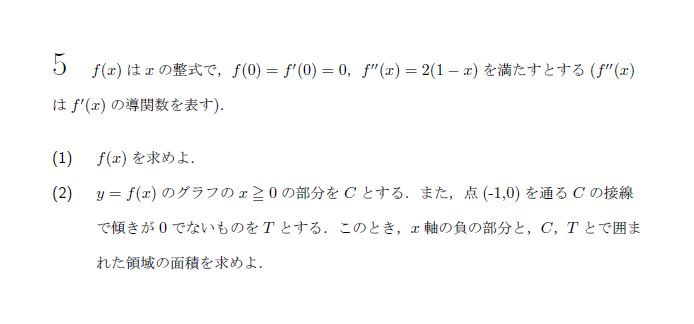 5 f(x) は x の整式で，f(0) = f′(0) = 0，f″(x) = 2(1 − x) を満たすとする (f″(x)
は f′(x) の導関数を表す).
(1) f(x) を求めよ．
(2) y = f(x) のグラフの x ≧ 0 の部分を C とする．また，点 (-1,0) を通る C の接線
で傾きが 0 でないものを T とする．このとき，x 軸の負の部分と，C，T とで囲ま
れた領域の面積を求めよ．